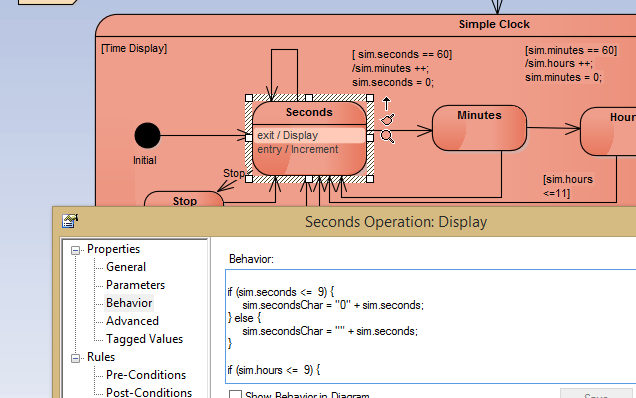 Simple Clock
[Time Display]
[ sim.seconds == 60]
/sim.minutes ++;
sim.seconds = 0;
[sim.minutes == 60]
/sim.hours ++;
sim.minutes = 0;
Seconds
exit / Display
entry / Increment
Minutes
Hour
Initial
Stop
Stop
[sim.hours
<=11]
Seconds Operation: Display
Properties
General
Parameters
Behavior
Advanced
Tagged Values
Rules
Pre-Conditions
Post-Conditions
Behavior:
if (sim.seconds <= 9) {
sim.secondsChar = "0" + sim.seconds;
} else {
sim.secondsChar = "" + sim.seconds;
}
if (sim.hours <= 9) {
Show Behavior in Diagram
Save